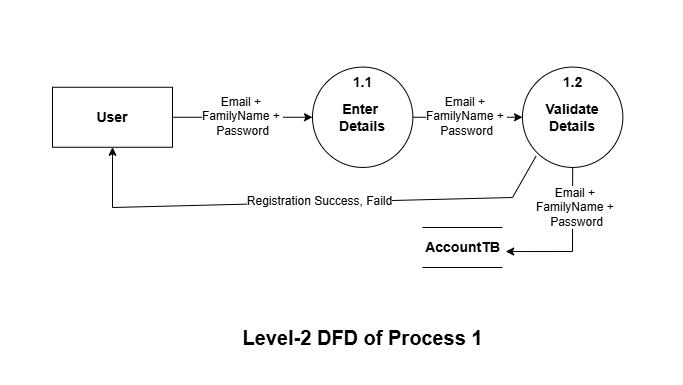 1.1
1.2
User
Email +
FamilyName +
Password
Enter
Details
Email +
FamilyName +
Password
Validate
Details
Registration Success, Faild
Email +
FamilyName +
Password
AccountTB
Level-2 DFD of Process 1